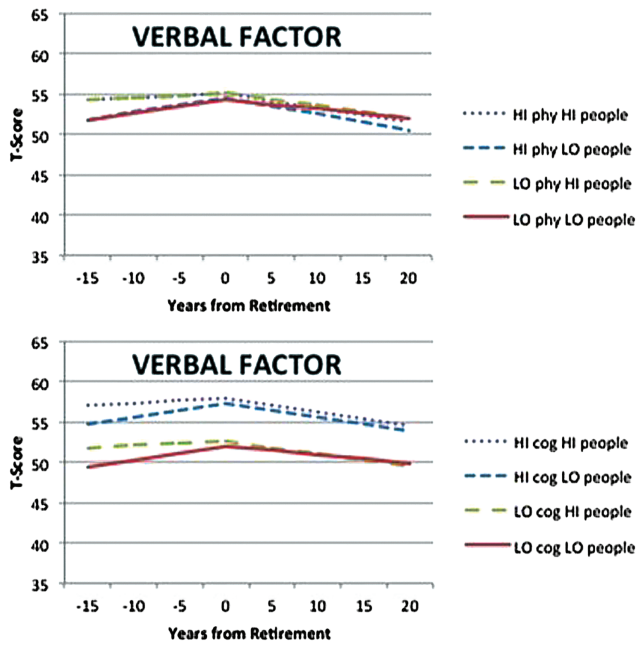 VERBAL FACTOR
65
60
55
50
45
40
35
T-Score
-15 -10 -5 0 5 10 15 20
Years from Retirement
HI phy HI people
HI phy LO people
LO phy HI people
LO phy LO people
VERBAL FACTOR
65
60
55
50
45
40
35
T-Score
-15 -10 -5 0 5 10 15 20
Years from Retirement
HI cog HI people
HI cog LO people
LO cog HI people
LO cog LO people